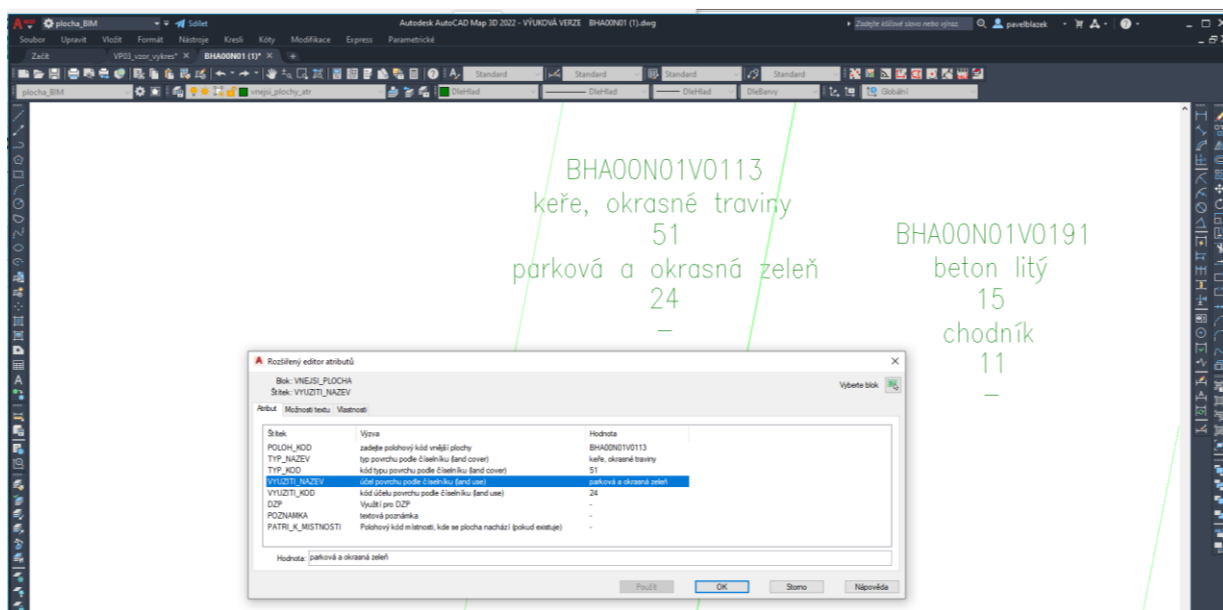 plocha_BIM
Sdílet
Autodesk AutoCAD Map 3D 2022 - VÝUKOVÁ VERZE BHA00N01 (1).dwg
Zadejte klíčové slovo nebo výraz.
pavelblazek
Soubor Upravit Vložit Formát Nástroje Kresli Kóty Modifikace Express Parametrické
Začít
VP03_vzor_vykres*
BHA00N01 (1)*
Standard
Standard
Standard
Standard
plocha_BIM
vnejsi_plochy_atr
DleHlad
DleHlad
DleHlad
DleBarvy
Globální
BHA00N01V0113
keře, okrasné traviny
51
parková a okrasná zeleň
24
–
BHA00N01V0191
beton litý
15
chodník
11
–
Rozšířený editor atributů
Blok: VNEJSI_PLOCHA
Štítek: VYUZITI_NAZEV
Vyberte blok
Atribut Možnosti textu Vlastnosti
Štítek Výzva Hodnota
POLOH_KOD zadejte polohový kód vnější plochy BHA00N01V0113
TYP_NAZEV typ povrchu podle číselníku (land cover) keře, okrasné traviny
TYP_KOD kód typu povrchu podle číselníku (land cover) 51
VYUZITI_NAZEV účel povrchu podle číselníku (land use) parková a okrasná zeleň
VYUZITI_KOD kód účelu povrchu podle číselníku (land use) 24
DZP Využití pro DZP -
POZNAMKA textová poznámka -
PATRI_K_MISTNOSTI Polohový kód místnosti, kde se plocha nachází (pokud existuje) -
Hodnota: parková a okrasná zeleň
Použít OK Storno Nápověda